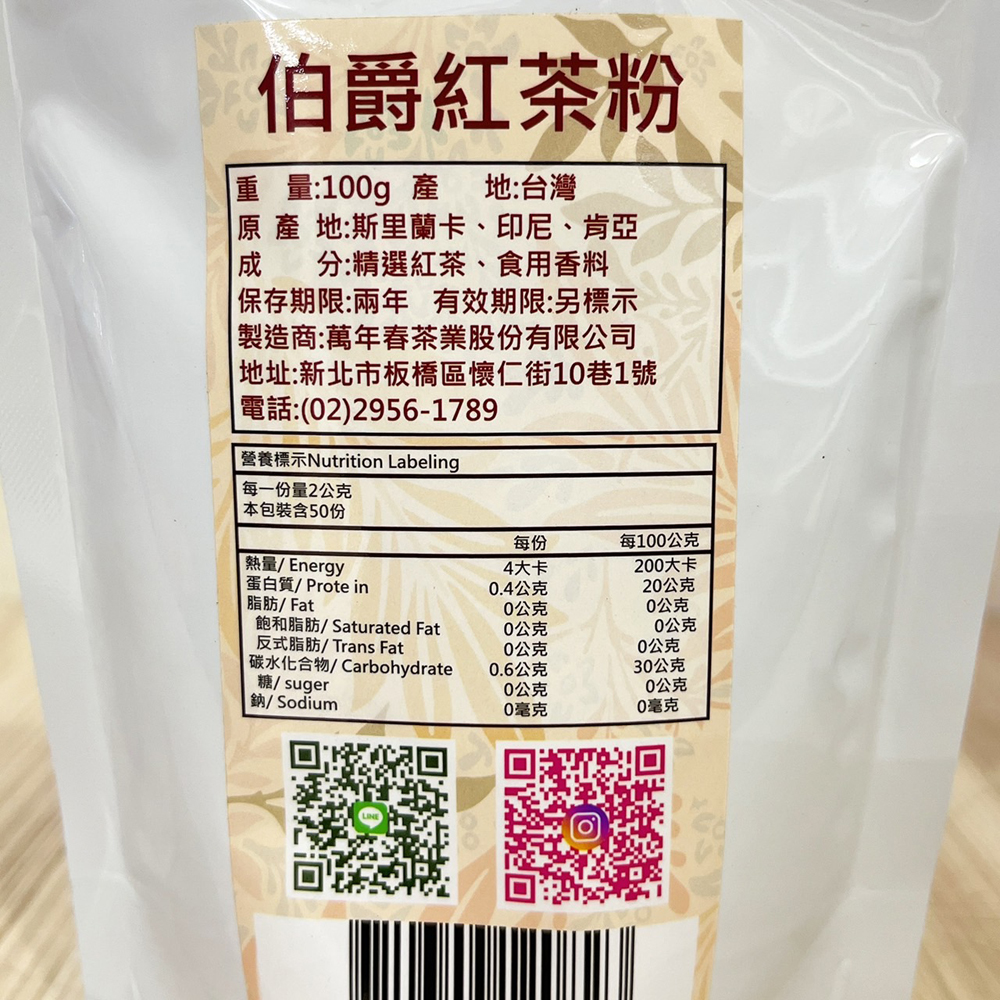 伯爵紅茶粉
重 量:100g 產 地:台灣
原 產 地:斯里蘭卡、印尼、肯亞
成 分:精選紅茶、食用香料
保存期限:兩年 有效期限:另標示
製造商:萬年春茶業股份有限公司
地址:新北市板橋區懷仁街10巷1號
電話:(02)2956-1789
營養標示Nutrition Labeling
每一份量2公克
本包裝含50份
每份 每100公克
熱量/ Energy 4大卡 200大卡
蛋白質/ Prote in 0.4公克 20公克
脂肪/ Fat 0公克 0公克
飽和脂肪/ Saturated Fat 0公克 0公克
反式脂肪/ Trans Fat 0公克 0公克
碳水化合物/ Carbohydrate 0.6公克 30公克
糖/ suger 0公克 0公克
鈉/ Sodium 0毫克 0毫克
LINE